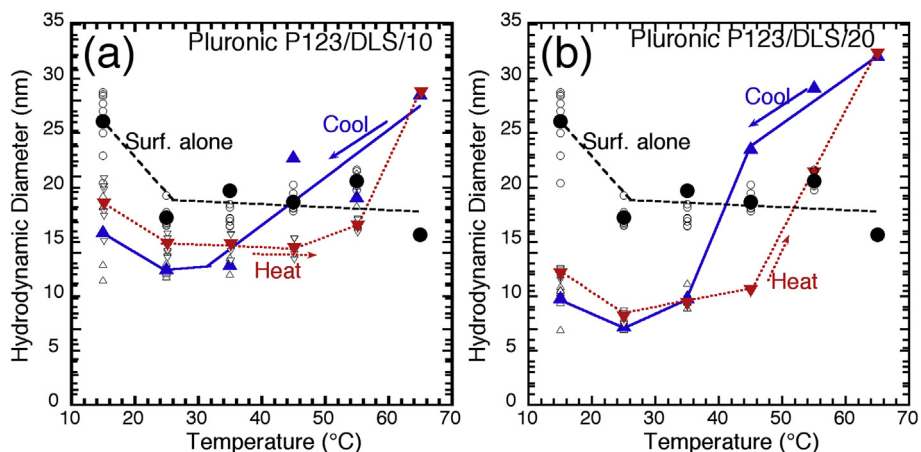 (a) Pluronic P123/DLS/10
Hydrodynamic Diameter (nm)
35
30
25
20
15
10
5
0
Surf. alone
Cool
Heat
10 20 30 40 50 60 70
Temperature (°C)
(b) Pluronic P123/DLS/20
Hydrodynamic Diameter (nm)
35
30
25
20
15
10
5
0
Surf. alone
Cool
Heat
10 20 30 40 50 60 70
Temperature (°C)